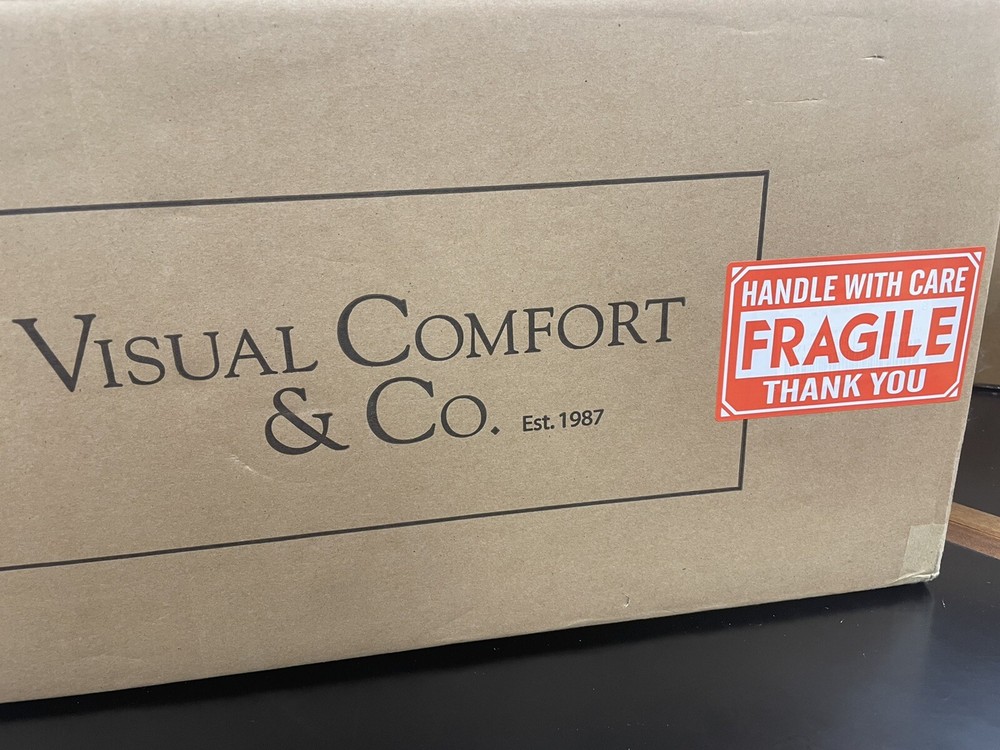 VISUAL COMFORT
& CO. Est. 1987
HANDLE WITH CARE
FRAGILE
THANK YOU